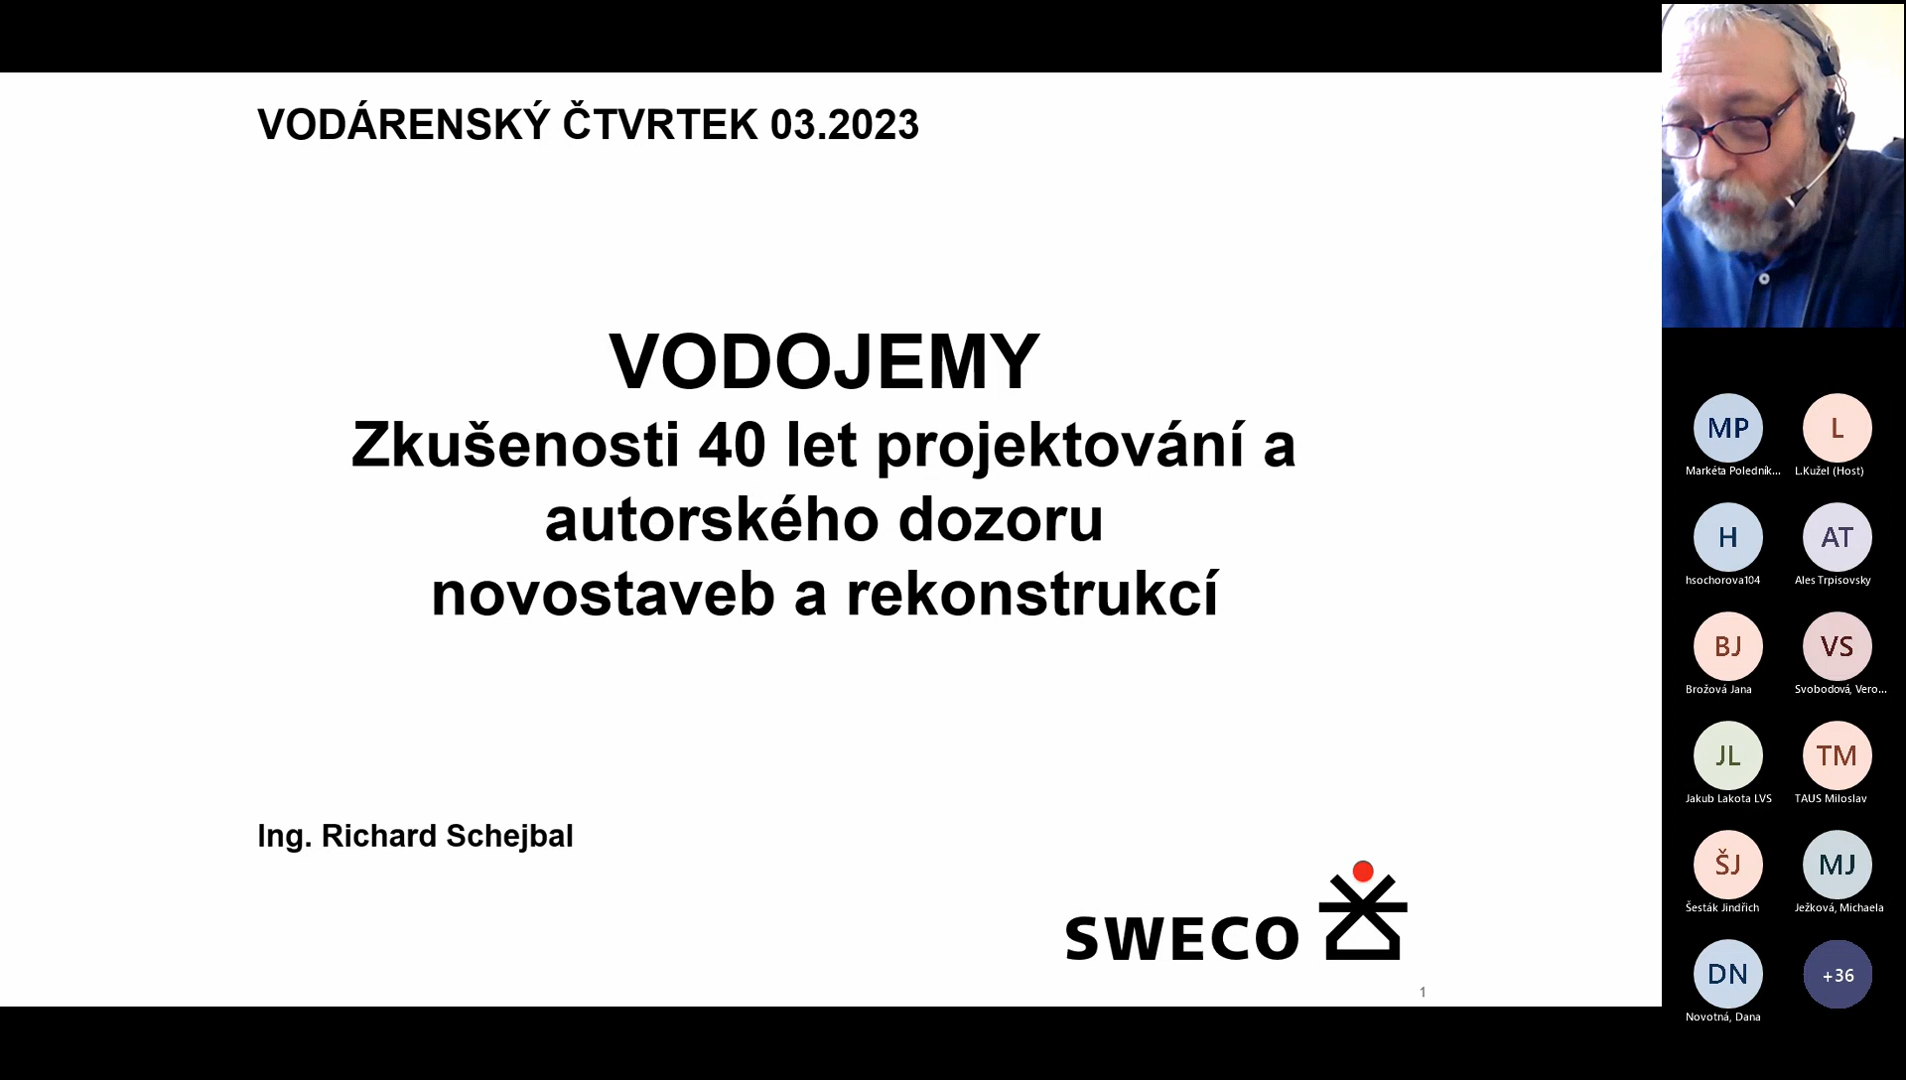 VODÁRENSKÝ ČTVRTEK 03.2023
VODOJEMY
Zkušenosti 40 let projektování a
autorského dozoru
novostaveb a rekonstrukcí
Ing. Richard Schejbal
SWECO
1
MP
L
Markéta Poledník...
L.Kužel (Host)
H
AT
hsochorova104
Ales Trpisovsky
BJ
VS
Brožová Jana
Svobodová, Vero...
JL
TM
Jakub Lakota LVS
TAUS Miloslav
ŠJ
MJ
Šesták Jindřich
Ježková, Michaela
DN
+36
Novotná, Dana